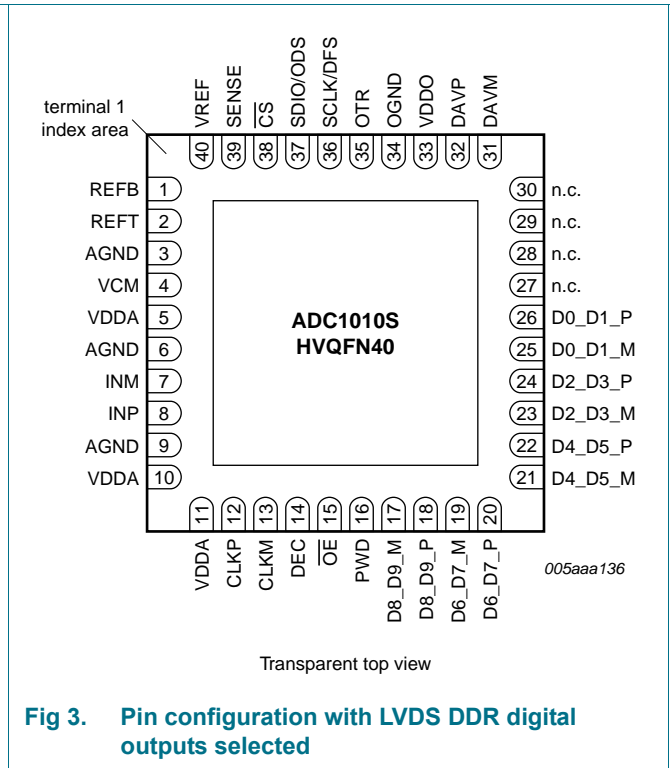 VREF
SENSE
CS
SDIO/ODS
SCLK/DFS
OTR
OGND
VDDO
DAVP
DAVM
terminal 1
index area
40 39 38 37 36 35 34 33 32 31
REFB 1
REFT 2
AGND 3
VCM 4
VDDA 5
AGND 6
INM 7
INP 8
AGND 9
VDDA 10
ADC1010S
HVQFN40
30 n.c.
29 n.c.
28 n.c.
27 n.c.
26 D0_D1_P
25 D0_D1_M
24 D2_D3_P
23 D2_D3_M
22 D4_D5_P
21 D4_D5_M
11 12 13 14 15 16 17 18 19 20
VDDA
CLKP
CLKM
DEC
OE
PWD
D8_D9_M
D8_D9_P
D6_D7_M
D6_D7_P
005aaa136
Transparent top view
Fig 3. Pin configuration with LVDS DDR digital
outputs selected